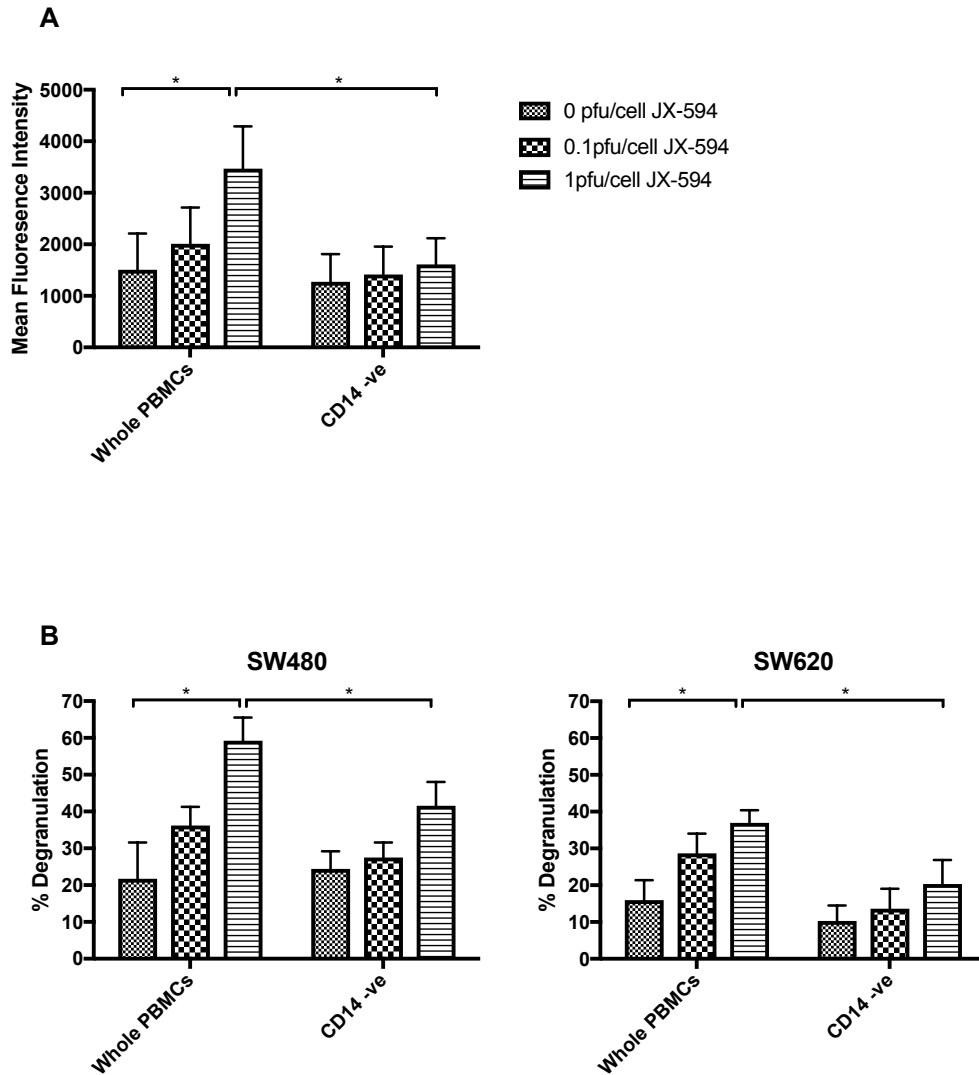 A
*
*
Mean Fluoresence Intensity
5000
4000
3000
2000
1000
0
Whole PBMCs
CD14 -ve
0 pfu/cell JX-594
0.1pfu/cell JX-594
1pfu/cell JX-594
B
SW480
*
*
% Degranulation
70
60
50
40
30
20
10
0
Whole PBMCs
CD14 -ve
SW620
*
*
% Degranulation
70
60
50
40
30
20
10
0
Whole PBMCs
CD14 -ve